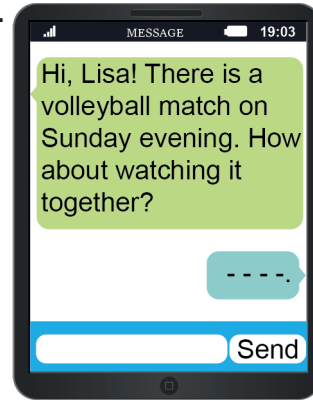 MESSAGE 19:03
Hi, Lisa! There is a
volleyball match on
Sunday evening. How
about watching it
together?
- - - -.
Send